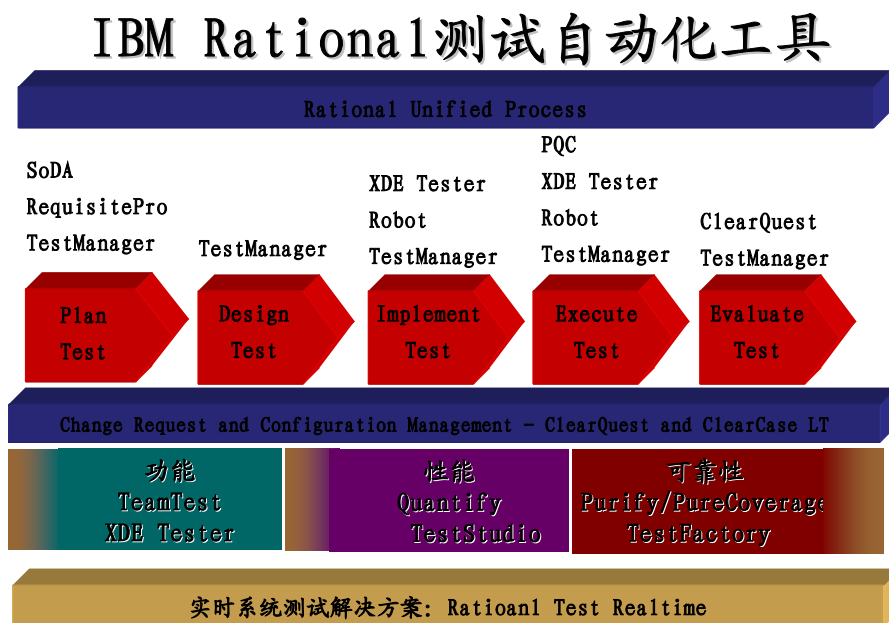 IBM Rational测试自动化工具
Rational Unified Process
SoDA
RequisitePro
TestManager
TestManager
XDE Tester
Robot
TestManager
PQC
XDE Tester
Robot
TestManager
ClearQuest
TestManager
Plan
Test
Design
Test
Implement
Test
Execute
Test
Evaluate
Test
Change Request and Configuration Management - ClearQuest and ClearCase LT
功能
TeamTest
XDE Tester
性能
Quantify
TestStudio
可靠性
Purify/PureCoverage
TestFactory
实时系统测试解决方案: Ratioanl Test Realtime